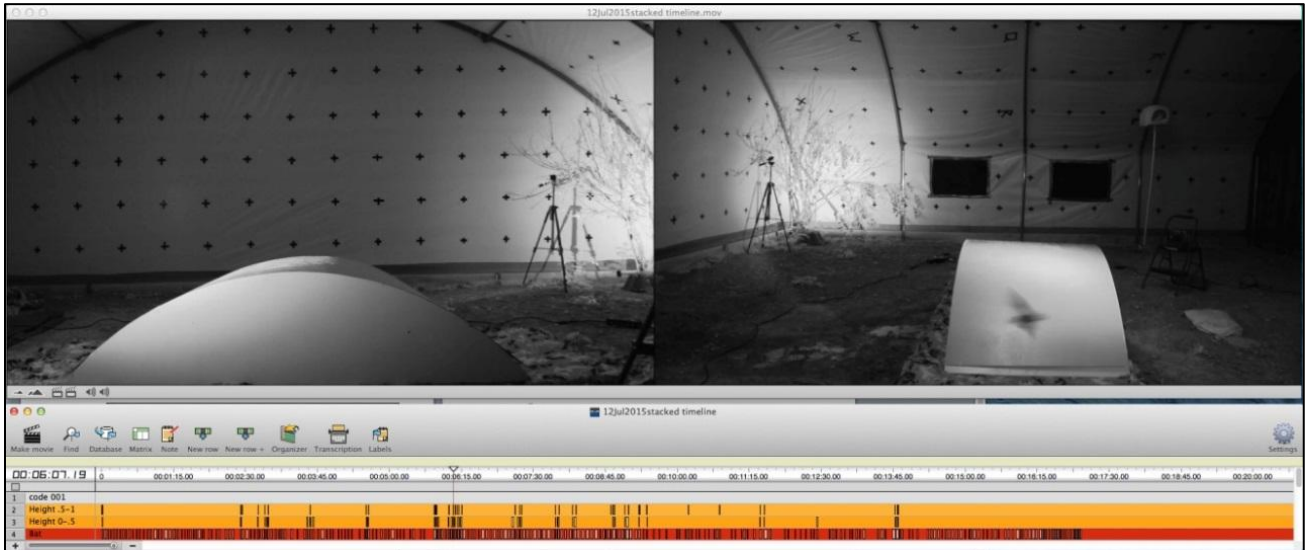 12Jul2015stacked timeline.mov
12Jul2015stacked timeline
Make movie Find Database Matrix Note New row New row + Organizer Transcription Labels Settings
00:06:07.19 0 00:01:15.00 00:02:30.00 00:03:45.00 00:05:00.00 00:06:15.00 00:07:30.00 00:08:45.00 00:10:00.00 00:11:15.00 00:12:30.00 00:13:45.00 00:15:00.00 00:16:15.00 00:17:30.00 00:18:45.00 00:20:00.00
1 code 001
2 Height .5-1
3 Height 0-.5
4 Bat
+ -